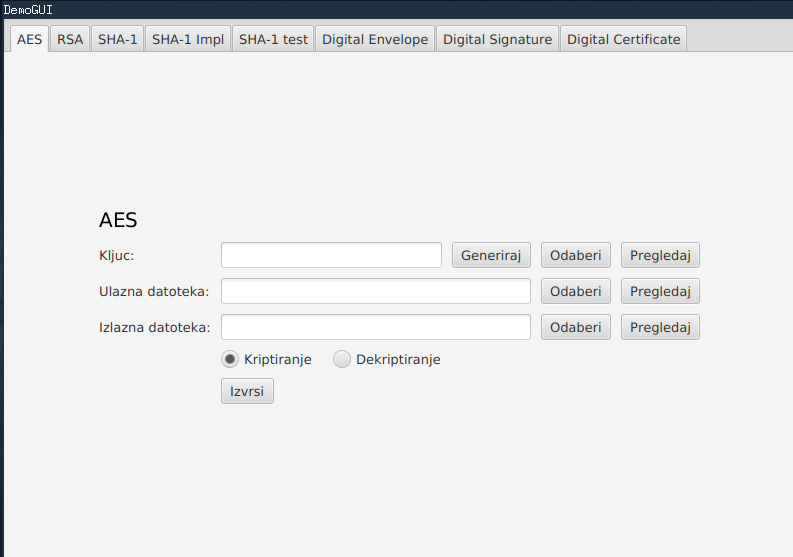 DemoGUI
AES RSA SHA-1 SHA-1 Impl SHA-1 test Digital Envelope Digital Signature Digital Certificate
AES
Kljuc: Generiraj Odaberi Pregledaj
Ulazna datoteka: Odaberi Pregledaj
Izlazna datoteka: Odaberi Pregledaj
Kriptiranje Dekriptiranje
Izvrsi